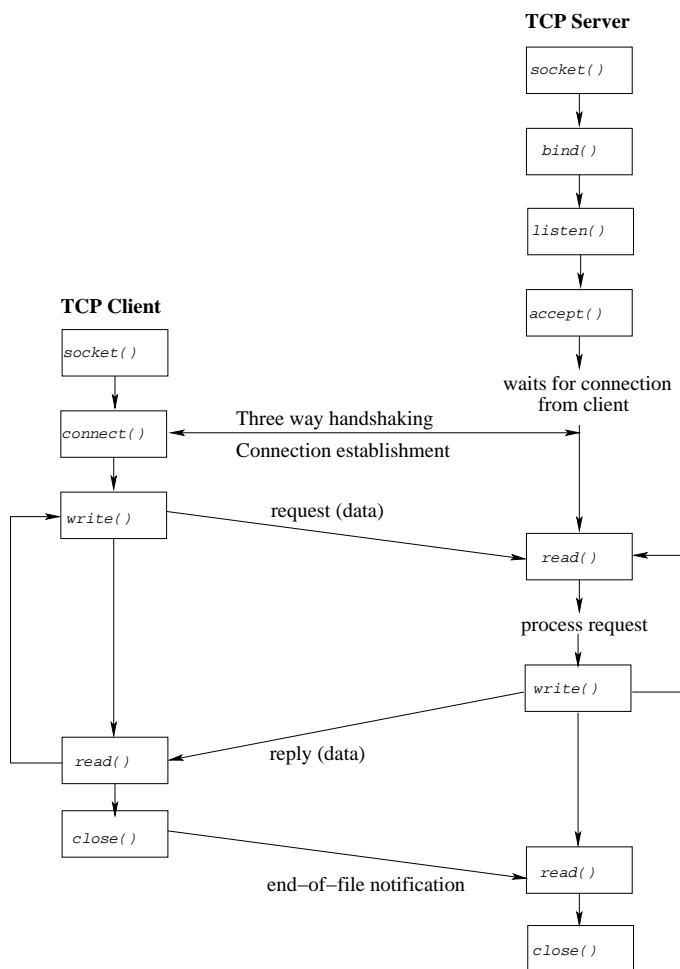 TCP Server
socket()
bind()
listen()
accept()
waits for connection
from client
TCP Client
socket()
connect()
Three way handshaking
Connection establishment
write()
request (data)
read()
process request
write()
reply (data)
read()
close()
end−of−file notification
read()
close()